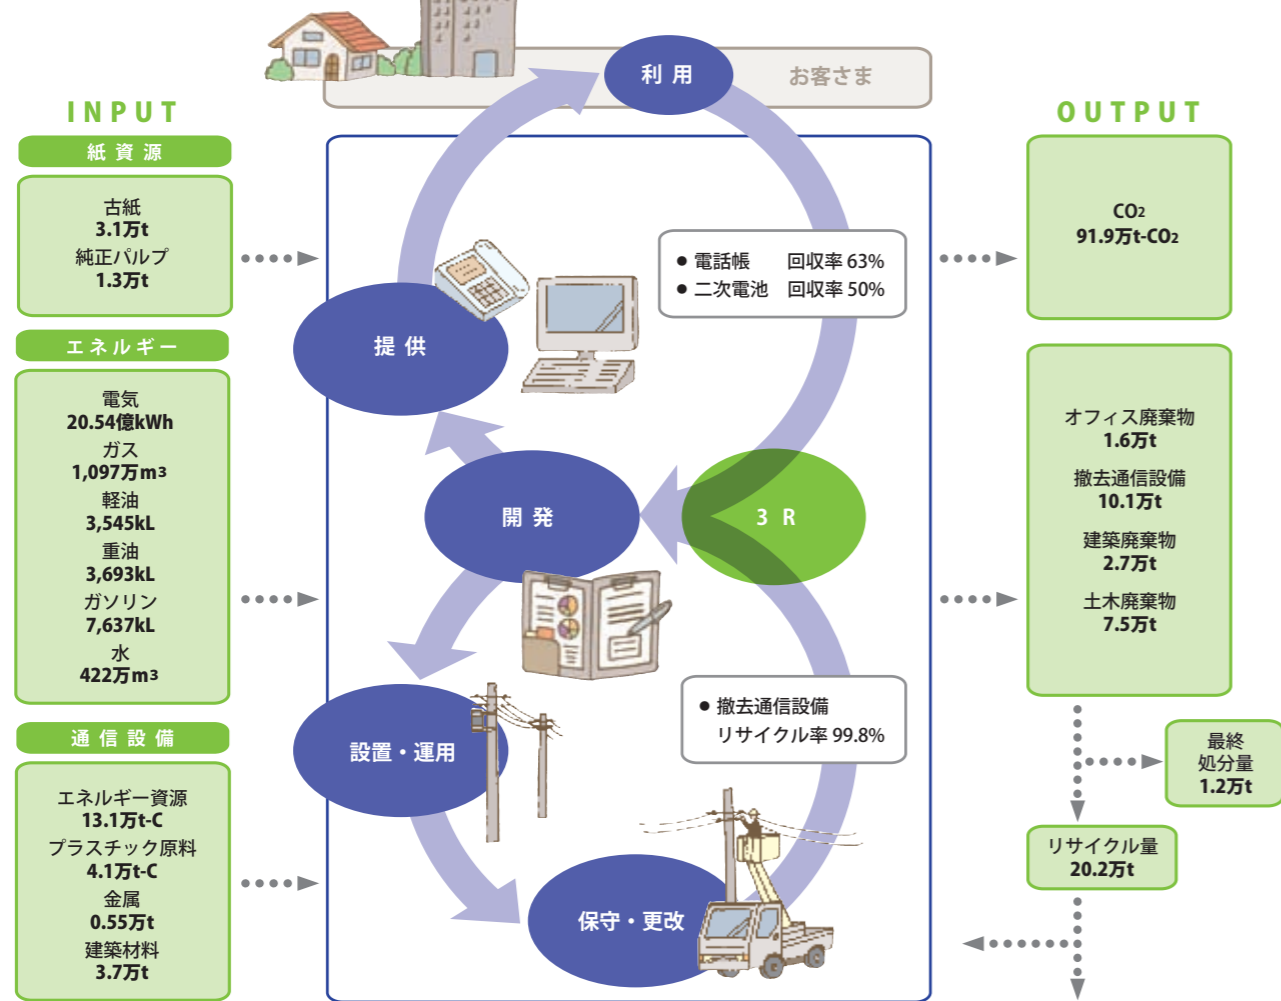 利用
お客さま
INPUT
紙資源
古紙
3.1万t
純正パルプ
1.3万t
エネルギー
電気
20.54億kWh
ガス
1,097万m3
軽油
3,545kL
重油
3,693kL
ガソリン
7,637kL
水
422万m3
通信設備
エネルギー資源
13.1万t-C
プラスチック原料
4.1万t-C
金属
0.55万t
建築材料
3.7万t
● 電話帳 回収率 63%
● 二次電池 回収率 50%
提供
開発
3 R
● 撤去通信設備
リサイクル率 99.8%
設置・運用
保守・更改
OUTPUT
CO2
91.9万t-CO2
オフィス廃棄物
1.6万t
撤去通信設備
10.1万t
建築廃棄物
2.7万t
土木廃棄物
7.5万t
最終
処分量
1.2万t
リサイクル量
20.2万t